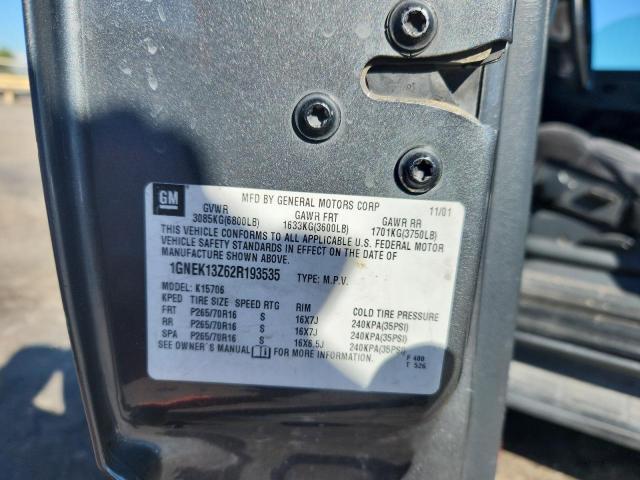 GM
MFD BY GENERAL MOTORS CORP 11/01
GVWR GAWR FRT GAWR RR
3085KG(6800LB) 1633KG(3600LB) 1701KG(3750LB)
THIS VEHICLE CONFORMS TO ALL APPLICABLE U.S. FEDERAL MOTOR
VEHICLE SAFETY STANDARDS IN EFFECT ON THE DATE OF
MANUFACTURE SHOWN ABOVE.
1GNEK13Z62R193535 TYPE: M.P.V.
MODEL: K15706
KPED TIRE SIZE SPEED RTG RIM COLD TIRE PRESSURE
FRT P265/70R16 S 16X7J 240KPA(35PSI)
RR P265/70R16 S 16X7J 240KPA(35PSI)
SPA P265/70R16 S 16X6.5J 240KPA(35PSI)
SEE OWNER'S MANUAL FOR MORE INFORMATION.
F 480
T 526